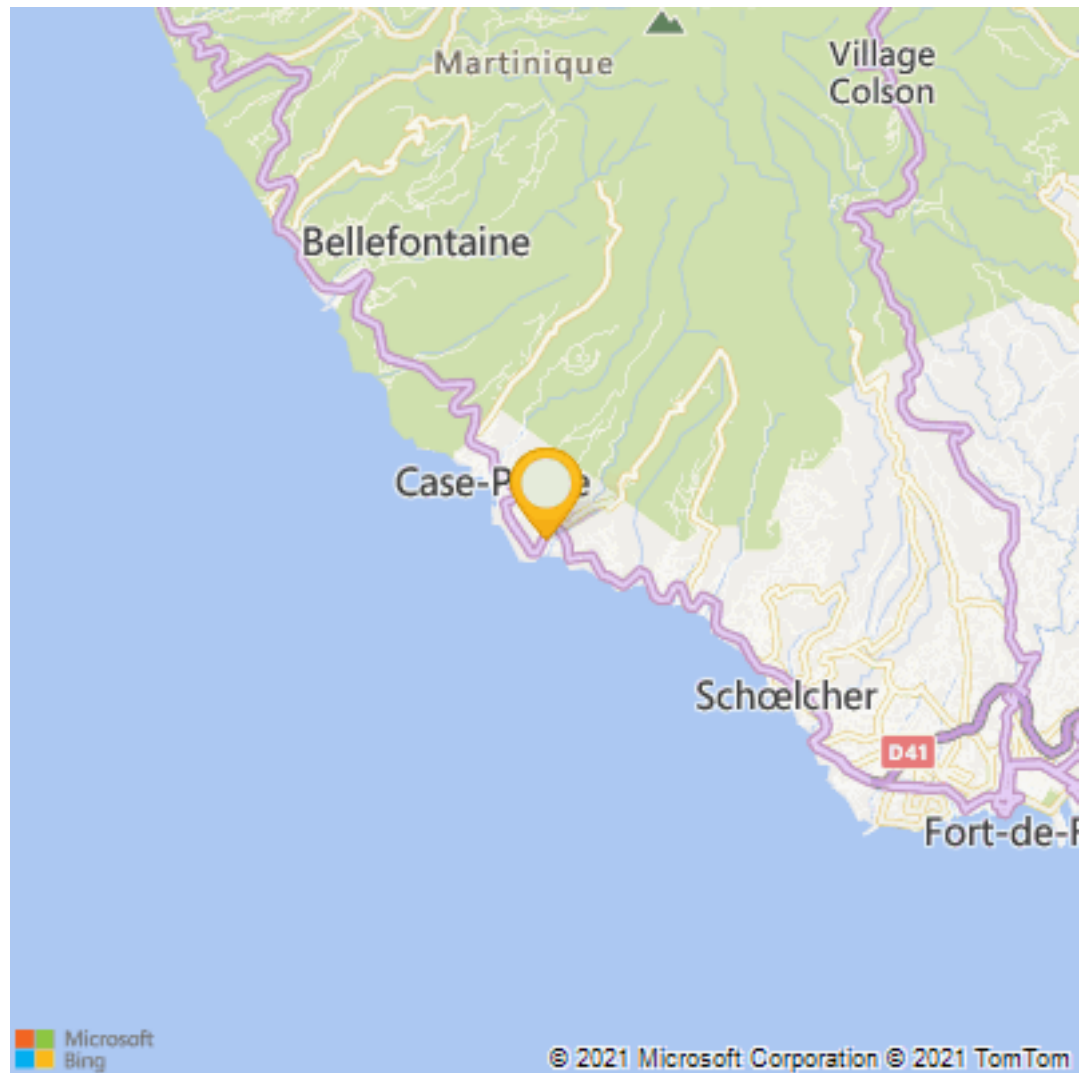 Martinique
Village
Colson
Bellefontaine
Schœlcher
D41
Microsoft
Bing
© 2021 Microsoft Corporation © 2021 TomTom